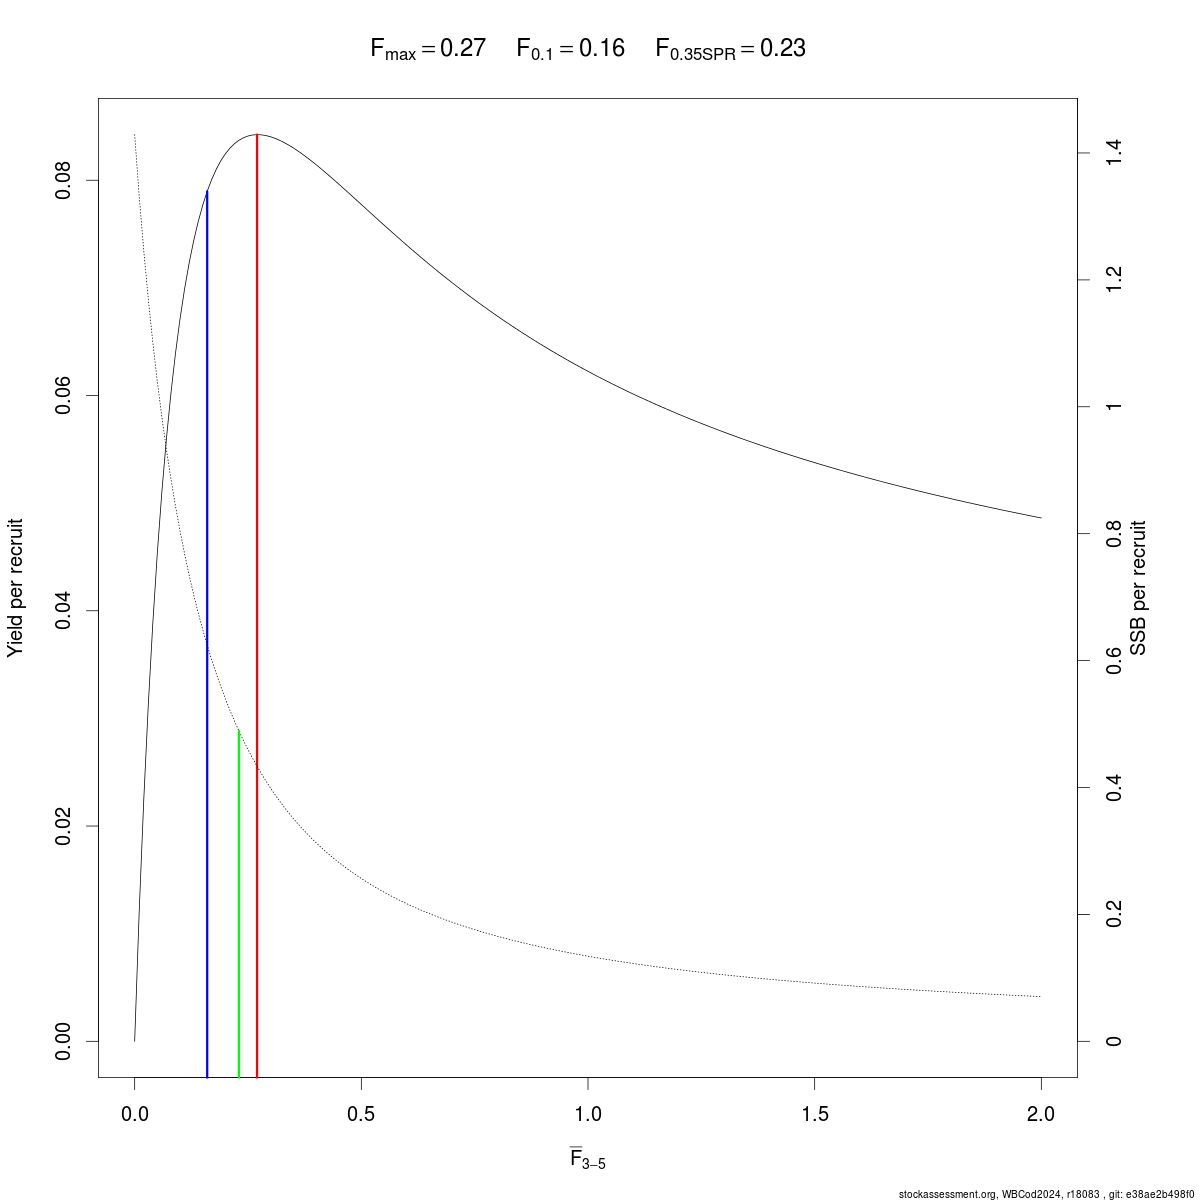 Fmax = 0.27 F0.1 = 0.16 F0.35SPR = 0.23
0.08
0.06
0.04
0.02
0.00
Yield per recruit
1.4
1.2
1
0.8
0.6
0.4
0.2
0
SSB per recruit
0.0 0.5 1.0 1.5 2.0
F̅3−5
stockassessment.org, WBCod2024, r18083 , git: e38ae2b498f0